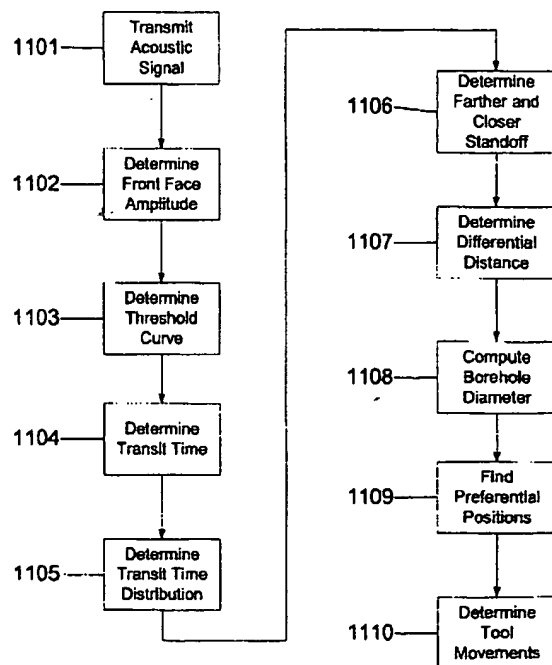 1101
Transmit
Acoustic
Signal
1102
Determine
Front Face
Amplitude
1103
Determine
Threshold
Curve
1104
Determine
Transit Time
1105
Determine
Transit Time
Distribution
1106
Determine
Farther and
Closer
Standoff
1107
Determine
Differential
Distance
1108
Compute
Borehole
Diameter
1109
Find
Preferential
Positions
1110
Determine
Tool
Movements